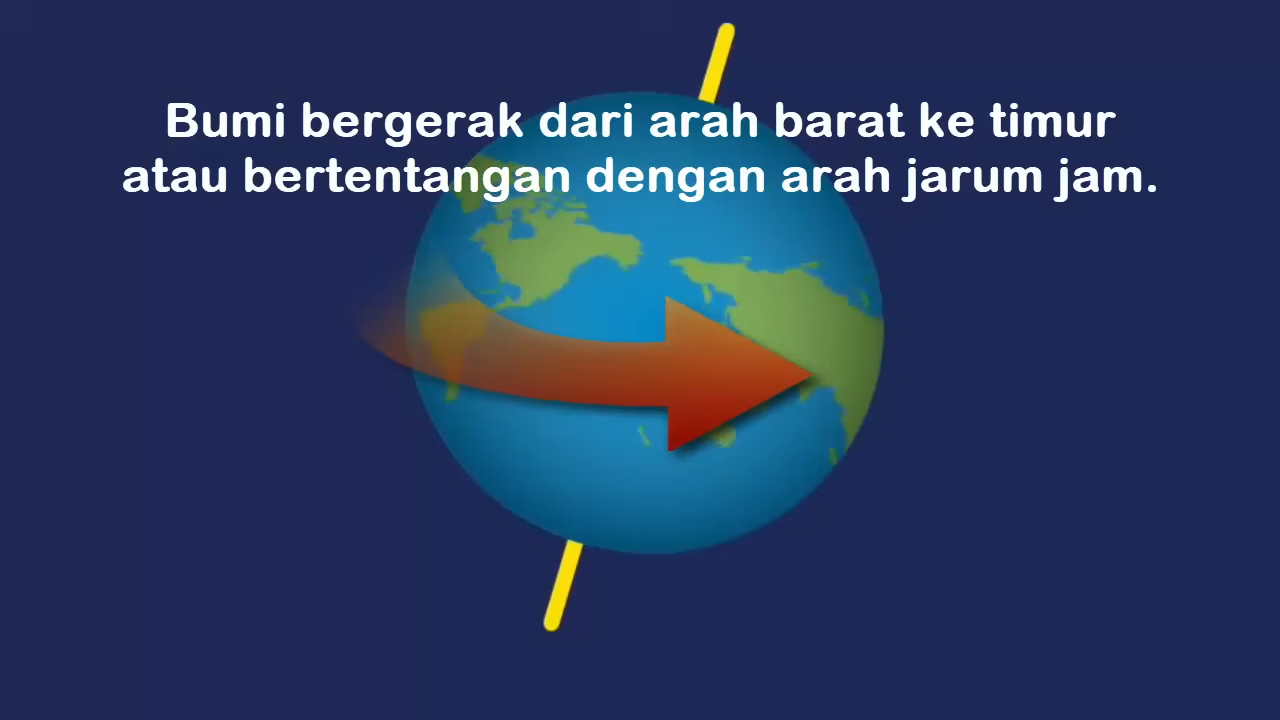 Bumi bergerak dari arah barat ke timur
atau bertentangan dengan arah jarum jam.